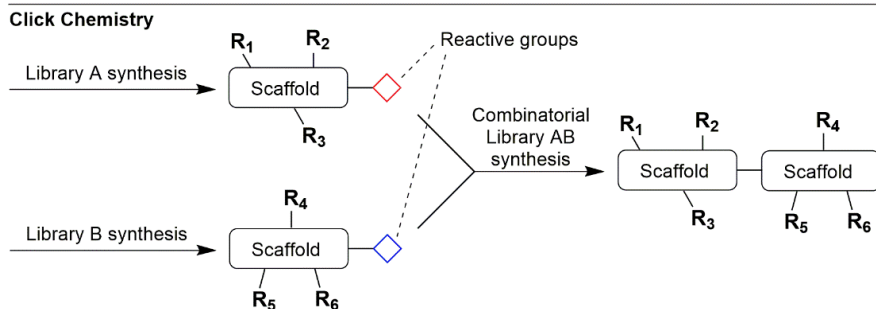 Click Chemistry
R1
R2
Reactive groups
Library A synthesis
Scaffold
R3
Combinatorial
Library AB
synthesis
R1
R2
R4
Scaffold
Scaffold
R3
R5
R6
R4
Library B synthesis
Scaffold
R5
R6